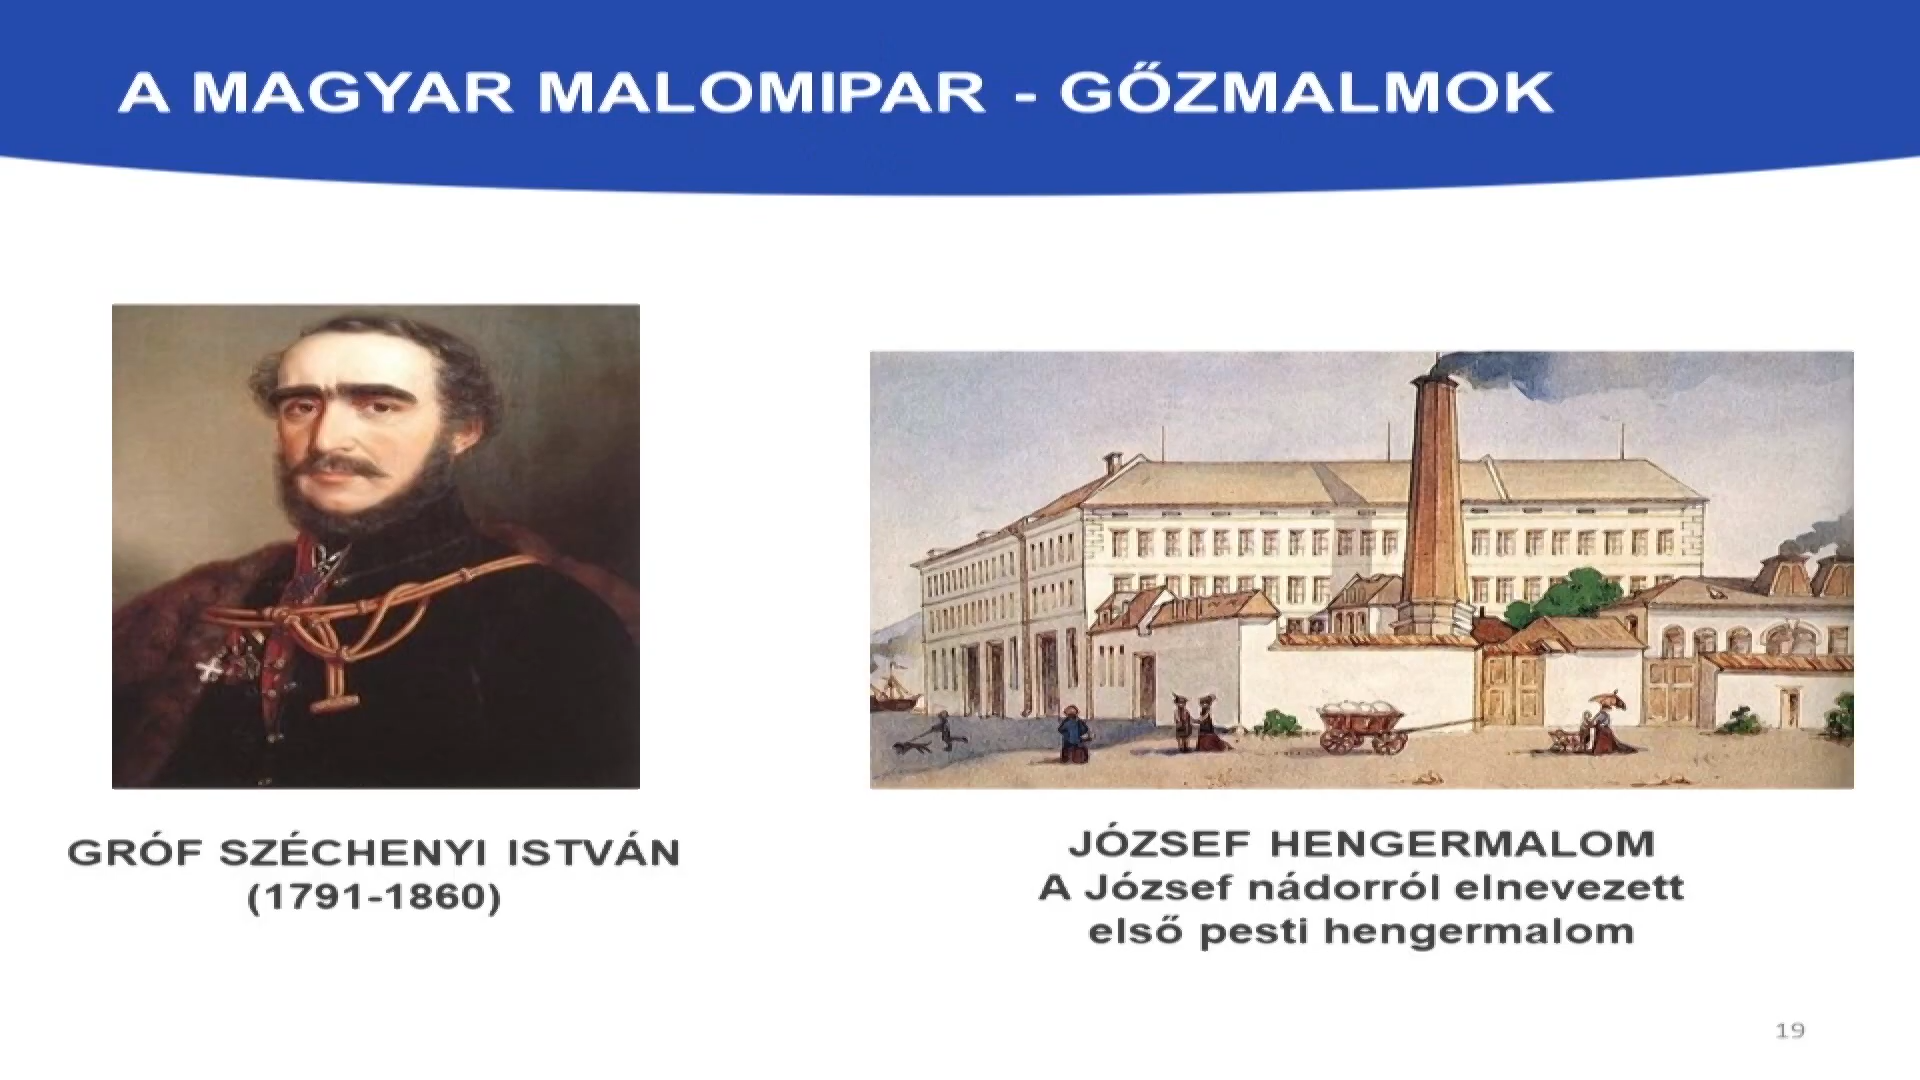 A MAGYAR MALOMIPAR - GŐZMALMOK
GRÓF SZÉCHENYI ISTVÁN
(1791-1860)
JÓZSEF HENGERMALOM
A József nádorról elnevezett
első pesti hengermalom
19